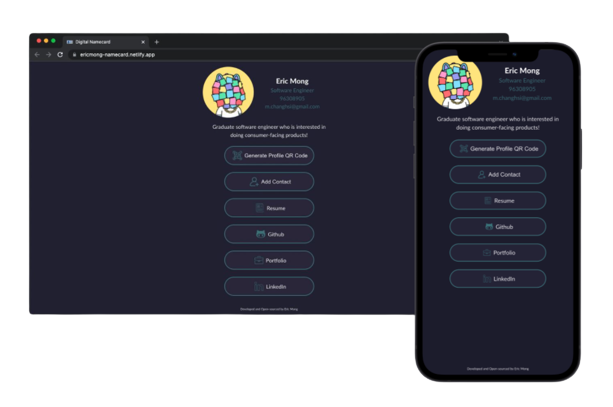 Digital Namecard
ericmong-namecard.netlify.app
Eric Mong
Software Engineer
96308905
m.changhoi@gmail.com
Graduate software engineer who is interested in
doing consumer-facing products!
Generate Profile QR Code
Add Contact
Resume
Github
Portfolio
LinkedIn
Developed and Open-sourced by Eric Mong
Eric Mong
Software Engineer
96308905
m.changhoi@gmail.com
Graduate software engineer who is interested in
doing consumer-facing products!
Generate Profile QR Code
Add Contact
Resume
Github
Portfolio
LinkedIn
Developed and Open-sourced by Eric Mong